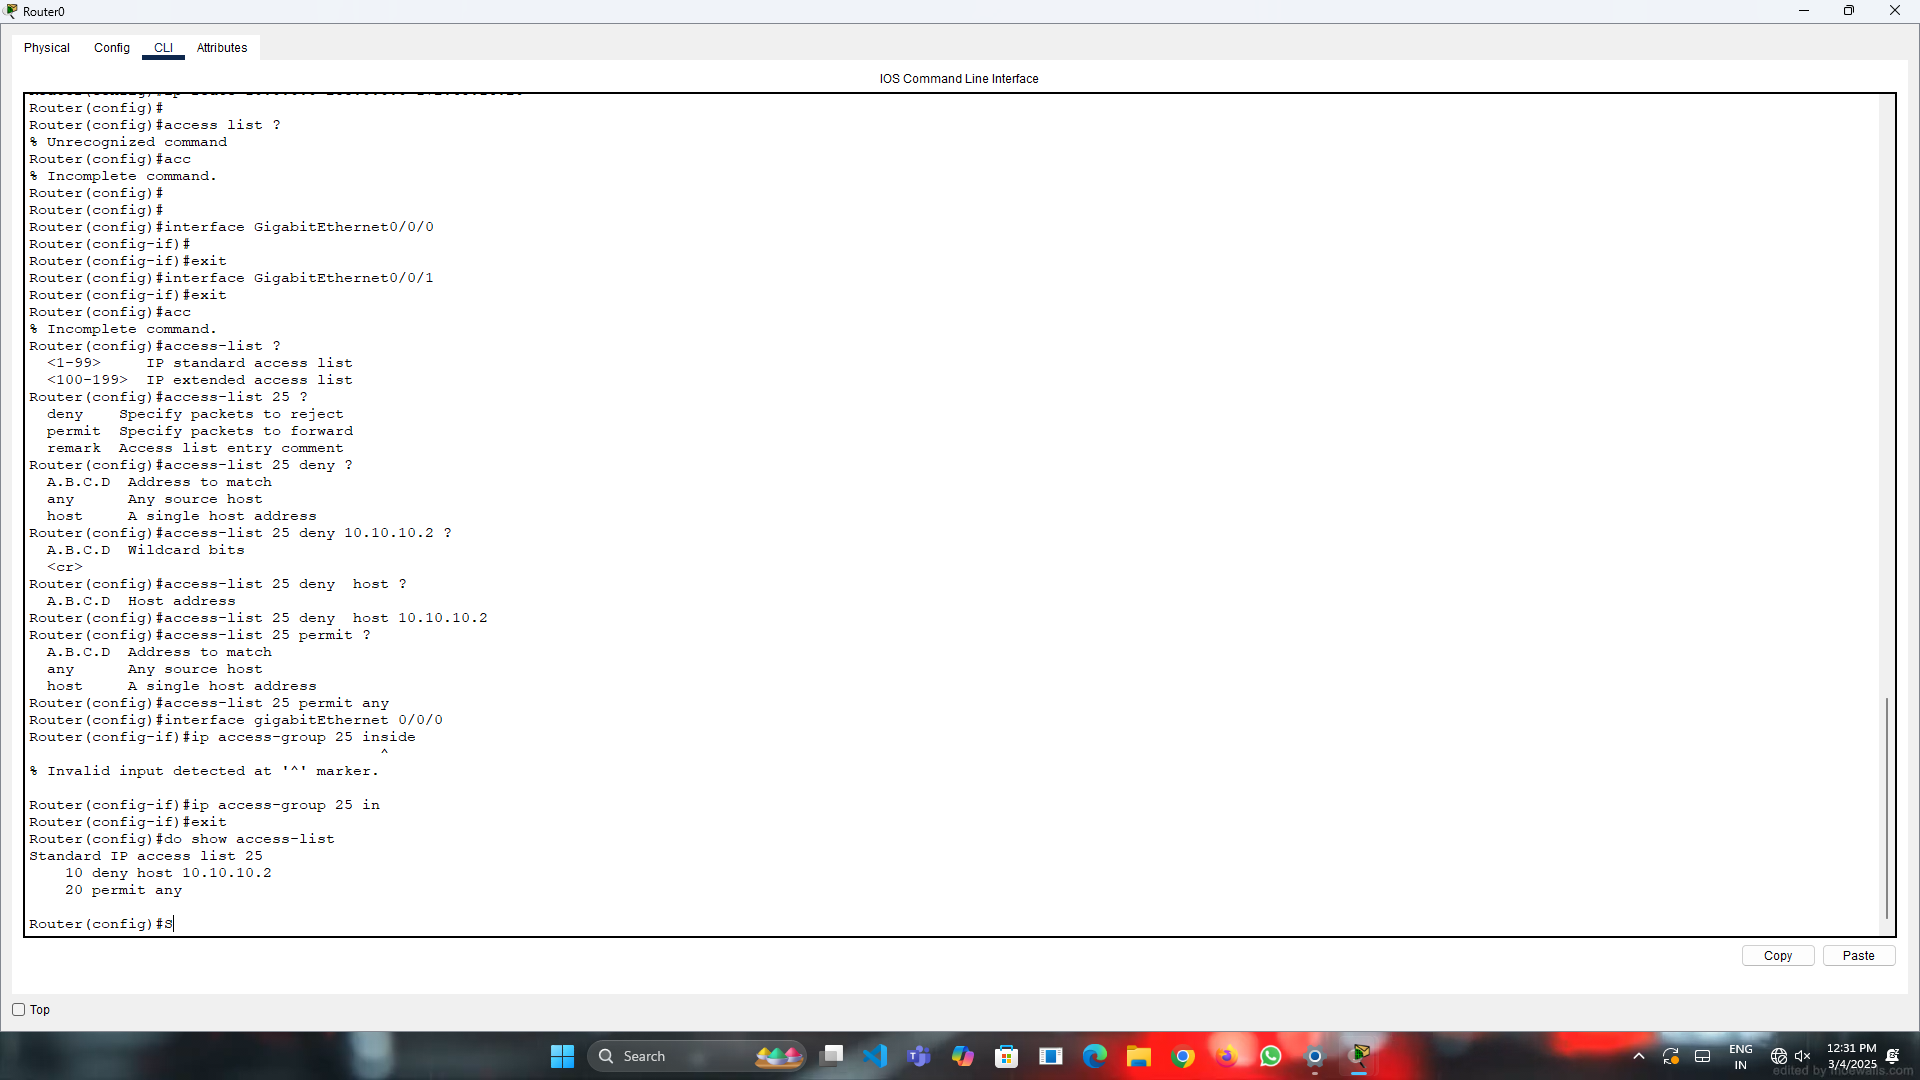 Router0
Physical Config CLI Attributes
IOS Command Line Interface
Router(config)#
Router(config)#access list ?
% Unrecognized command
Router(config)#acc
% Incomplete command.
Router(config)#
Router(config)#
Router(config)#interface GigabitEthernet0/0/0
Router(config-if)#
Router(config-if)#exit
Router(config)#interface GigabitEthernet0/0/1
Router(config-if)#exit
Router(config)#acc
% Incomplete command.
Router(config)#access-list ?
<1-99> IP standard access list
<100-199> IP extended access list
Router(config)#access-list 25 ?
deny Specify packets to reject
permit Specify packets to forward
remark Access list entry comment
Router(config)#access-list 25 deny ?
A.B.C.D Address to match
any Any source host
host A single host address
Router(config)#access-list 25 deny 10.10.10.2 ?
A.B.C.D Wildcard bits
<cr>
Router(config)#access-list 25 deny  host ?
A.B.C.D Host address
Router(config)#access-list 25 deny  host 10.10.10.2
Router(config)#access-list 25 permit ?
A.B.C.D Address to match
any Any source host
host A single host address
Router(config)#access-list 25 permit any
Router(config)#interface gigabitEthernet 0/0/0
Router(config-if)#ip access-group 25 inside
^
% Invalid input detected at '^' marker.
Router(config-if)#ip access-group 25 in
Router(config-if)#exit
Router(config)#do show access-list
Standard IP access list 25
10 deny host 10.10.10.2
20 permit any
Router(config)#S
Copy Paste
Top
Search
ENG
IN
12:31 PM
3/4/2025
edited by moewalls.com